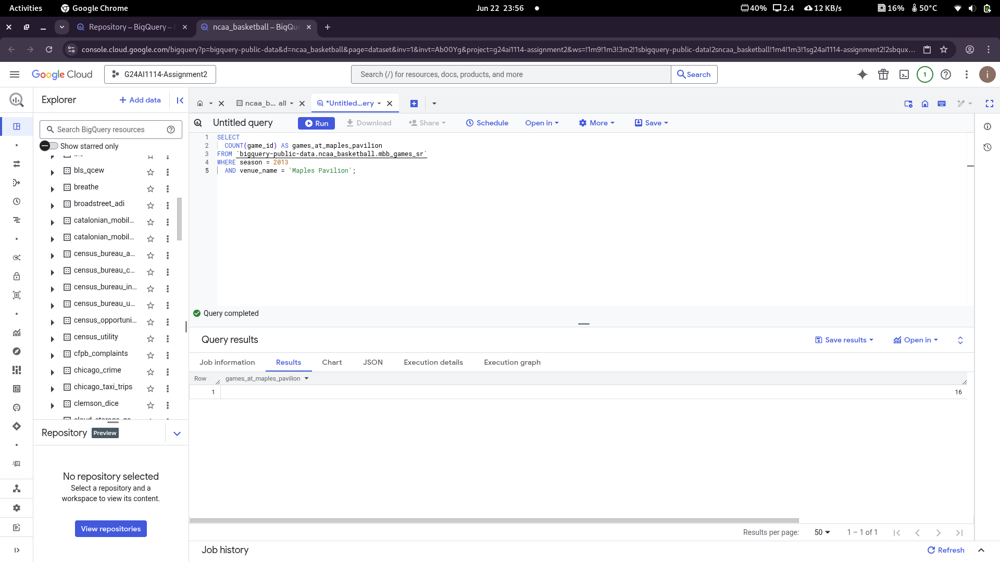 Activities
Google Chrome
Jun 22 23:56
40%
2.4
12 KB/s
16%
50°C
Repository – BigQuery –
ncaa_basketball – BigQu
console.cloud.google.com/bigquery?p=bigquery-public-data&d=ncaa_basketball&page=dataset&inv=1&invt=Ab00Yg&project=g24ai1114-assignment2&ws=!1m9!1m3!3m2!1sbigquery-public-data!2sncaa_basketball!1m4!1m3!1sg24ai1114-assignment2!2sbqux...
Google Cloud
G24AI1114-Assignment2
Search (/) for resources, docs, products, and more
Search
1
i
Explorer
+ Add data
ncaa_b... all
*Untitled...ery
Search BigQuery resources
Show starred only
Untitled query
Run
Download
Share
Schedule
Open in
More
Save
1 SELECT
2 COUNT(game_id) AS games_at_maples_pavilion
3 FROM `bigquery-public-data.ncaa_basketball.mbb_games_sr`
4 WHERE season = 2013
5 AND venue_name = 'Maples Pavilion';
bls_qcew
breathe
broadstreet_adi
catalonian_mobil...
catalonian_mobil...
census_bureau_a...
census_bureau_c...
census_bureau_in...
census_bureau_u...
census_opportuni...
census_utility
cfpb_complaints
chicago_crime
chicago_taxi_trips
clemson_dice
Query completed
Query results
Save results
Open in
Job information
Results
Chart
JSON
Execution details
Execution graph
Row
games_at_maples_pavilion
1
16
Repository
Preview
No repository selected
Select a repository and a
workspace to view its content.
View repositories
Results per page:
50
1 – 1 of 1
Job history
Refresh